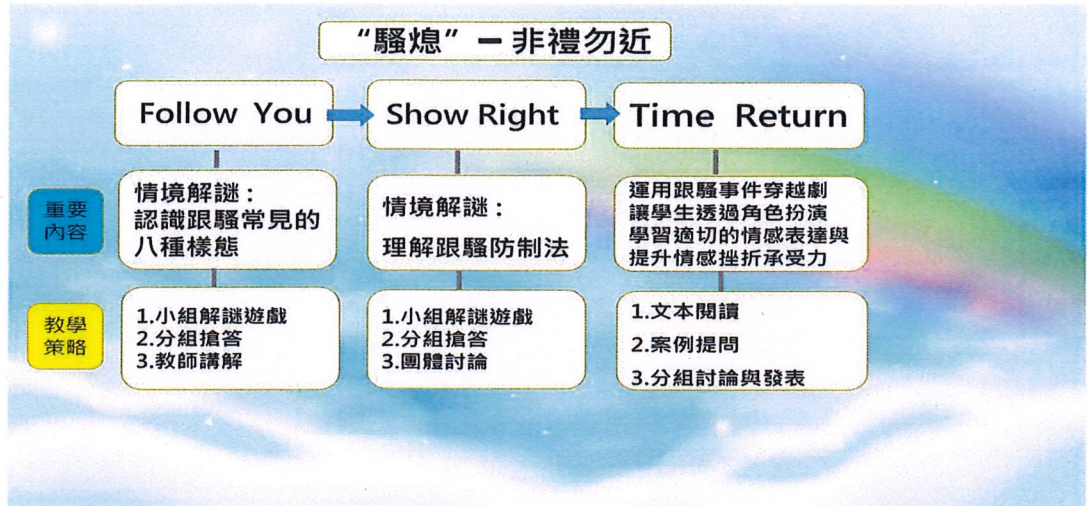 “騷熄”－非禮勿近
Follow You
Show Right
Time Return
重要
內容
情境解謎:
認識跟騷常見的
八種樣態
情境解謎:
理解跟騷防制法
運用跟騷事件穿越劇
讓學生透過角色扮演
學習適切的情感表達與
提升情感挫折承受力
教學
策略
1.小組解謎遊戲
2.分組搶答
3.教師講解
1.小組解謎遊戲
2.分組搶答
3.團體討論
1.文本閱讀
2.案例提問
3.分組討論與發表